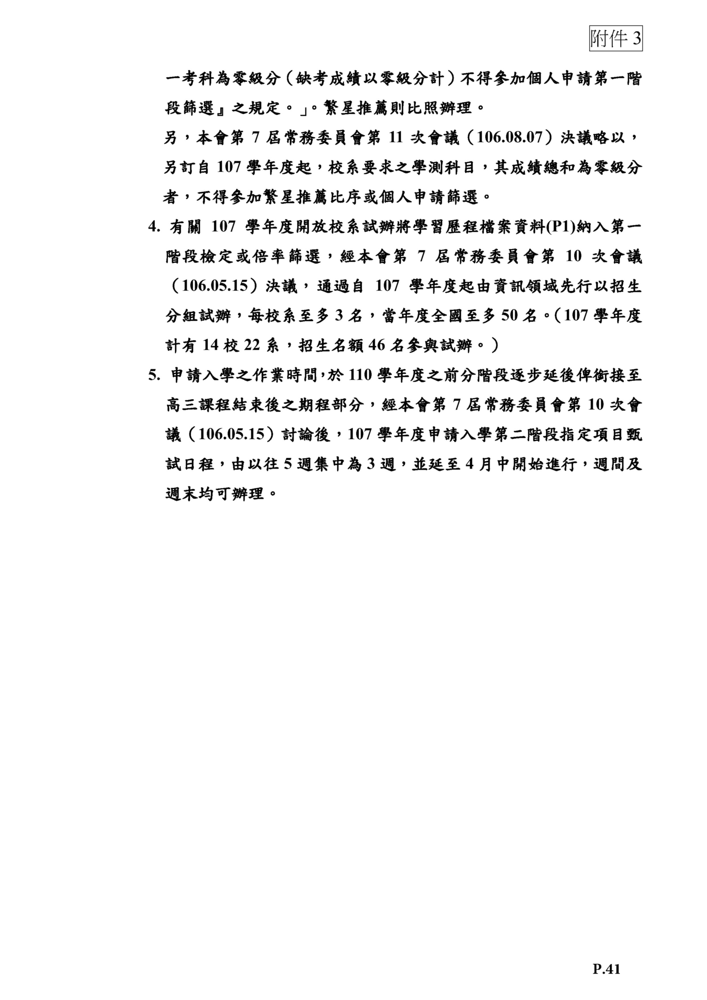 附件 3
一考科為零級分（缺考成績以零級分計）不得參加個人申請第一階
段篩選』之規定。」。繁星推薦則比照辦理。
另，本會第 7 屆常務委員會第 11 次會議（106.08.07）決議略以，
另訂自 107 學年度起，校系要求之學測科目，其成績總和為零級分
者，不得參加繁星推薦比序或個人申請篩選。
4. 有關 107 學年度開放校系試辦將學習歷程檔案資料(P1)納入第一
階段檢定或倍率篩選，經本會第 7 屆常務委員會第 10 次會議
（106.05.15）決議，通過自 107 學年度起由資訊領域先行以招生
分組試辦，每校系至多 3 名，當年度全國至多 50 名。（107 學年度
計有 14 校 22 系，招生名額 46 名參與試辦。）
5. 申請入學之作業時間，於 110 學年度之前分階段逐步延後俾銜接至
高三課程結束後之期程部分，經本會第 7 屆常務委員會第 10 次會
議（106.05.15）討論後，107 學年度申請入學第二階段指定項目甄
試日程，由以往 5 週集中為 3 週，並延至 4 月中開始進行，週間及
週末均可辦理。
P.41